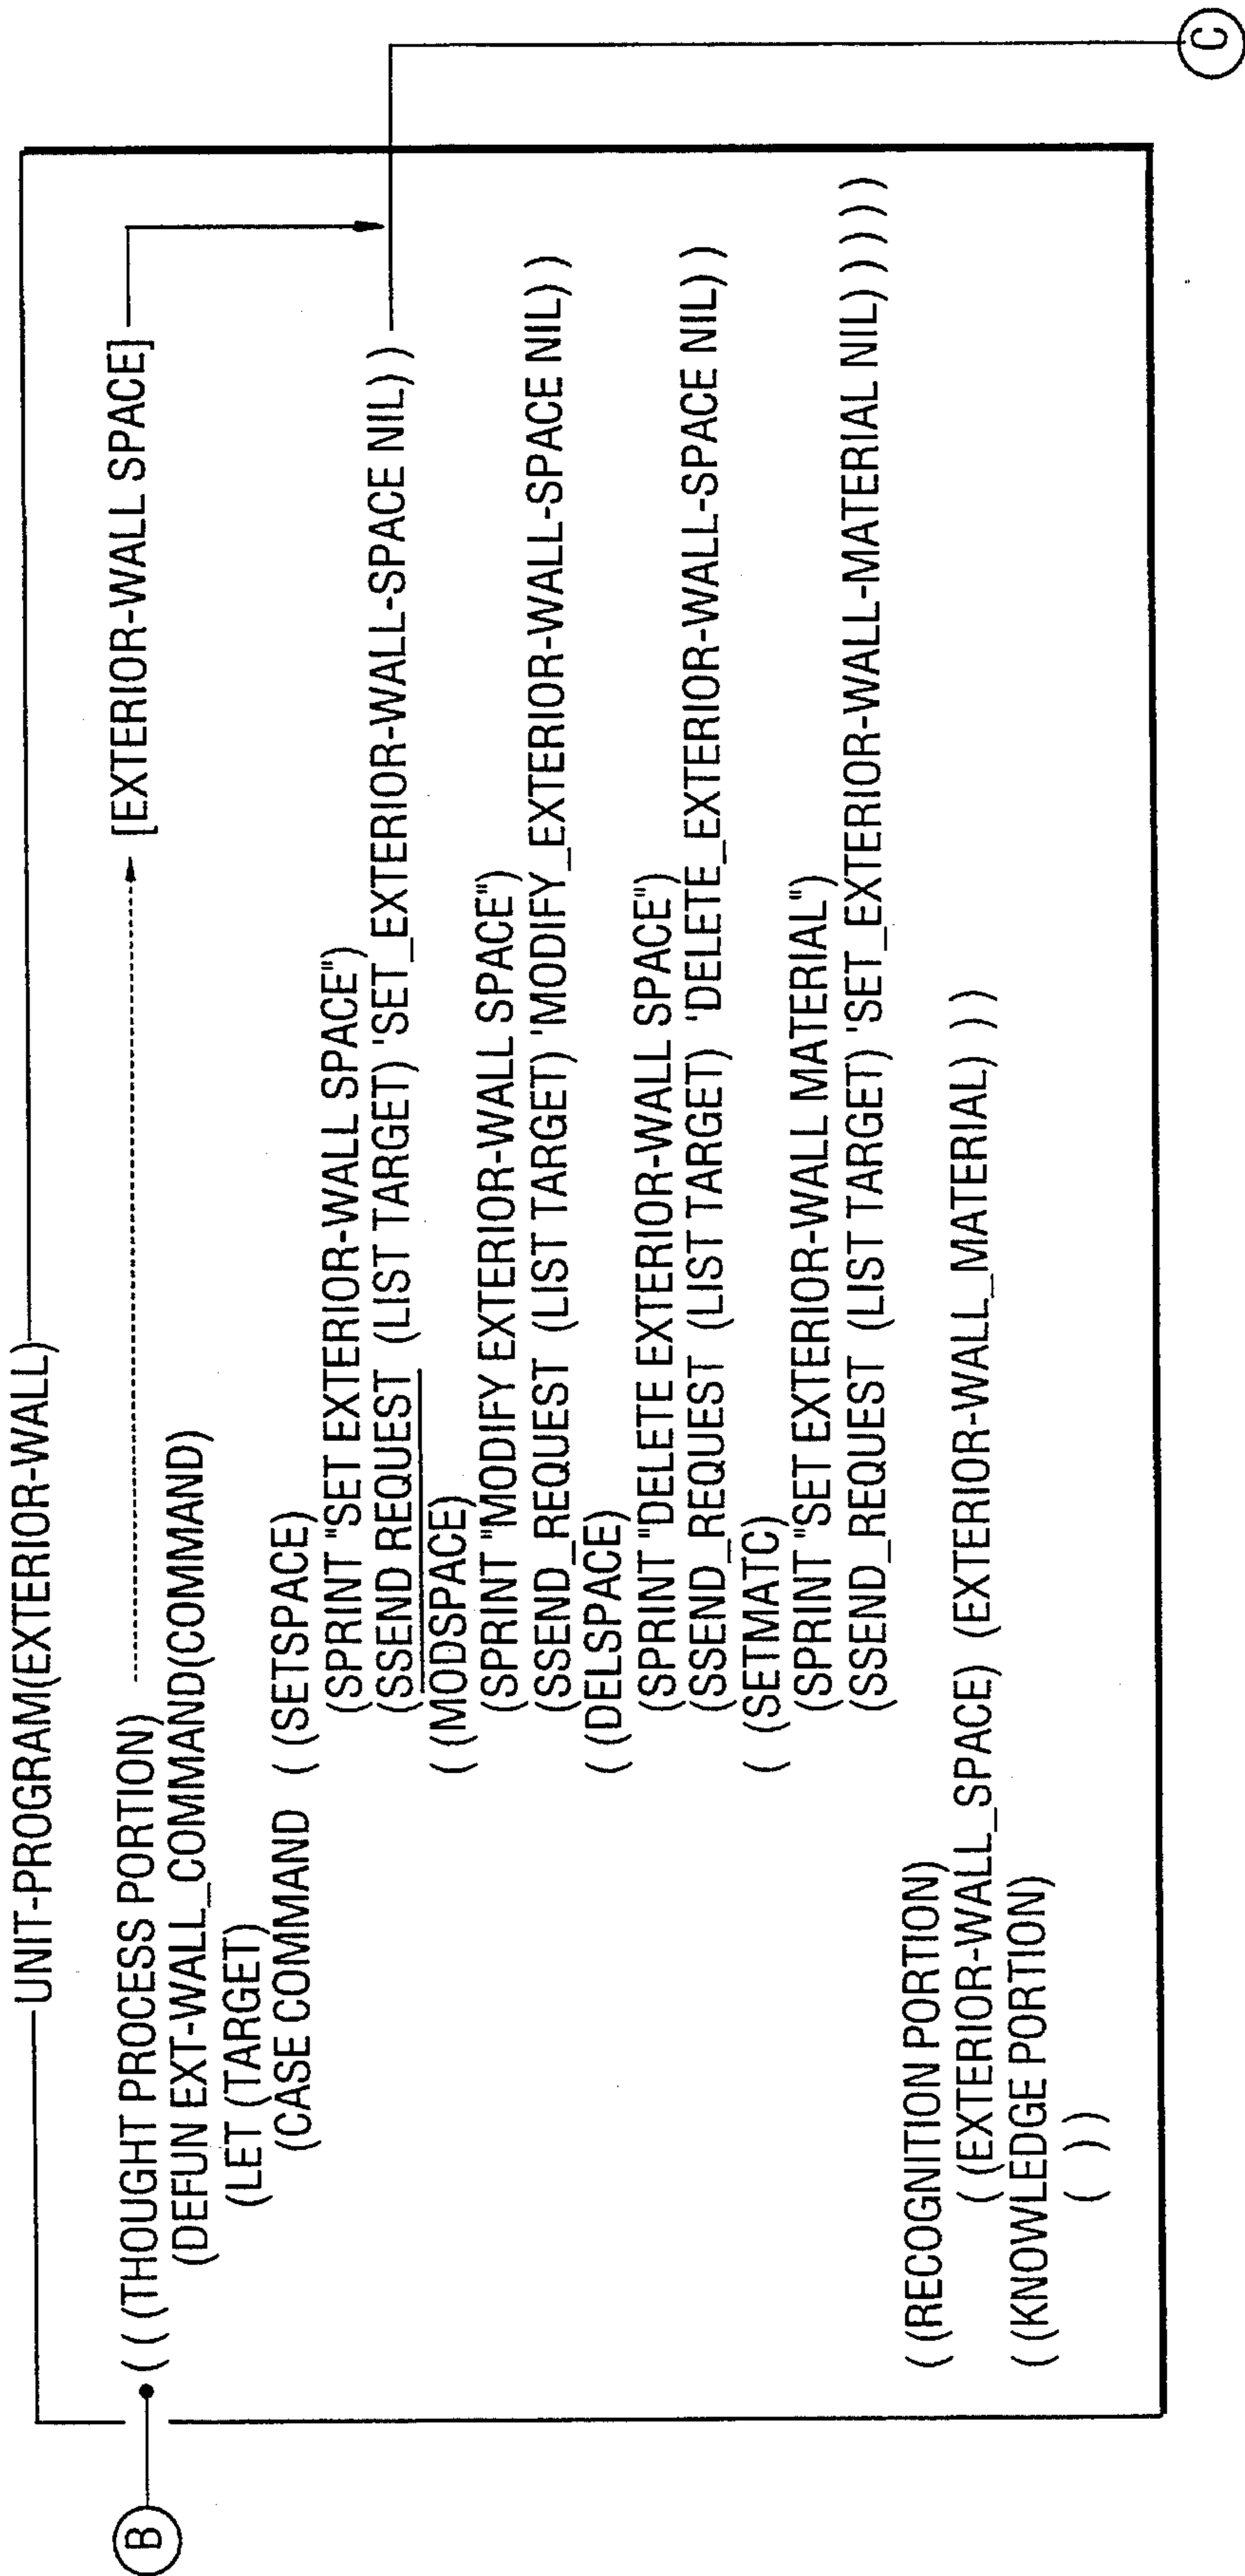 UNIT-PROGRAM(EXTERIOR-WALL)
B
( ( (THOUGHT PROCESS PORTION) [EXTERIOR-WALL SPACE]
(DEFUN EXT-WALL_COMMAND(COMMAND)
(LET (TARGET)
(CASE COMMAND ( (SETSPACE)
(SPRINT "SET EXTERIOR-WALL SPACE")
(SSEND REQUEST (LIST TARGET) 'SET_EXTERIOR-WALL-SPACE NIL) )
( (MODSPACE)
(SPRINT "MODIFY EXTERIOR-WALL SPACE")
(SSEND_REQUEST (LIST TARGET) 'MODIFY_EXTERIOR-WALL-SPACE NIL) )
( (DELSPACE)
(SPRINT "DELETE EXTERIOR-WALL SPACE")
(SSEND_REQUEST (LIST TARGET) 'DELETE_EXTERIOR-WALL-SPACE NIL) )
( (SETMATC)
(SPRINT "SET EXTERIOR-WALL MATERIAL")
(SSEND_REQUEST (LIST TARGET) 'SET_EXTERIOR-WALL-MATERIAL NIL) ) ) ) )
( (RECOGNITION PORTION)
( (EXTERIOR-WALL_SPACE) (EXTERIOR-WALL_MATERIAL) ) )
( (KNOWLEDGE PORTION)
( ) )
C